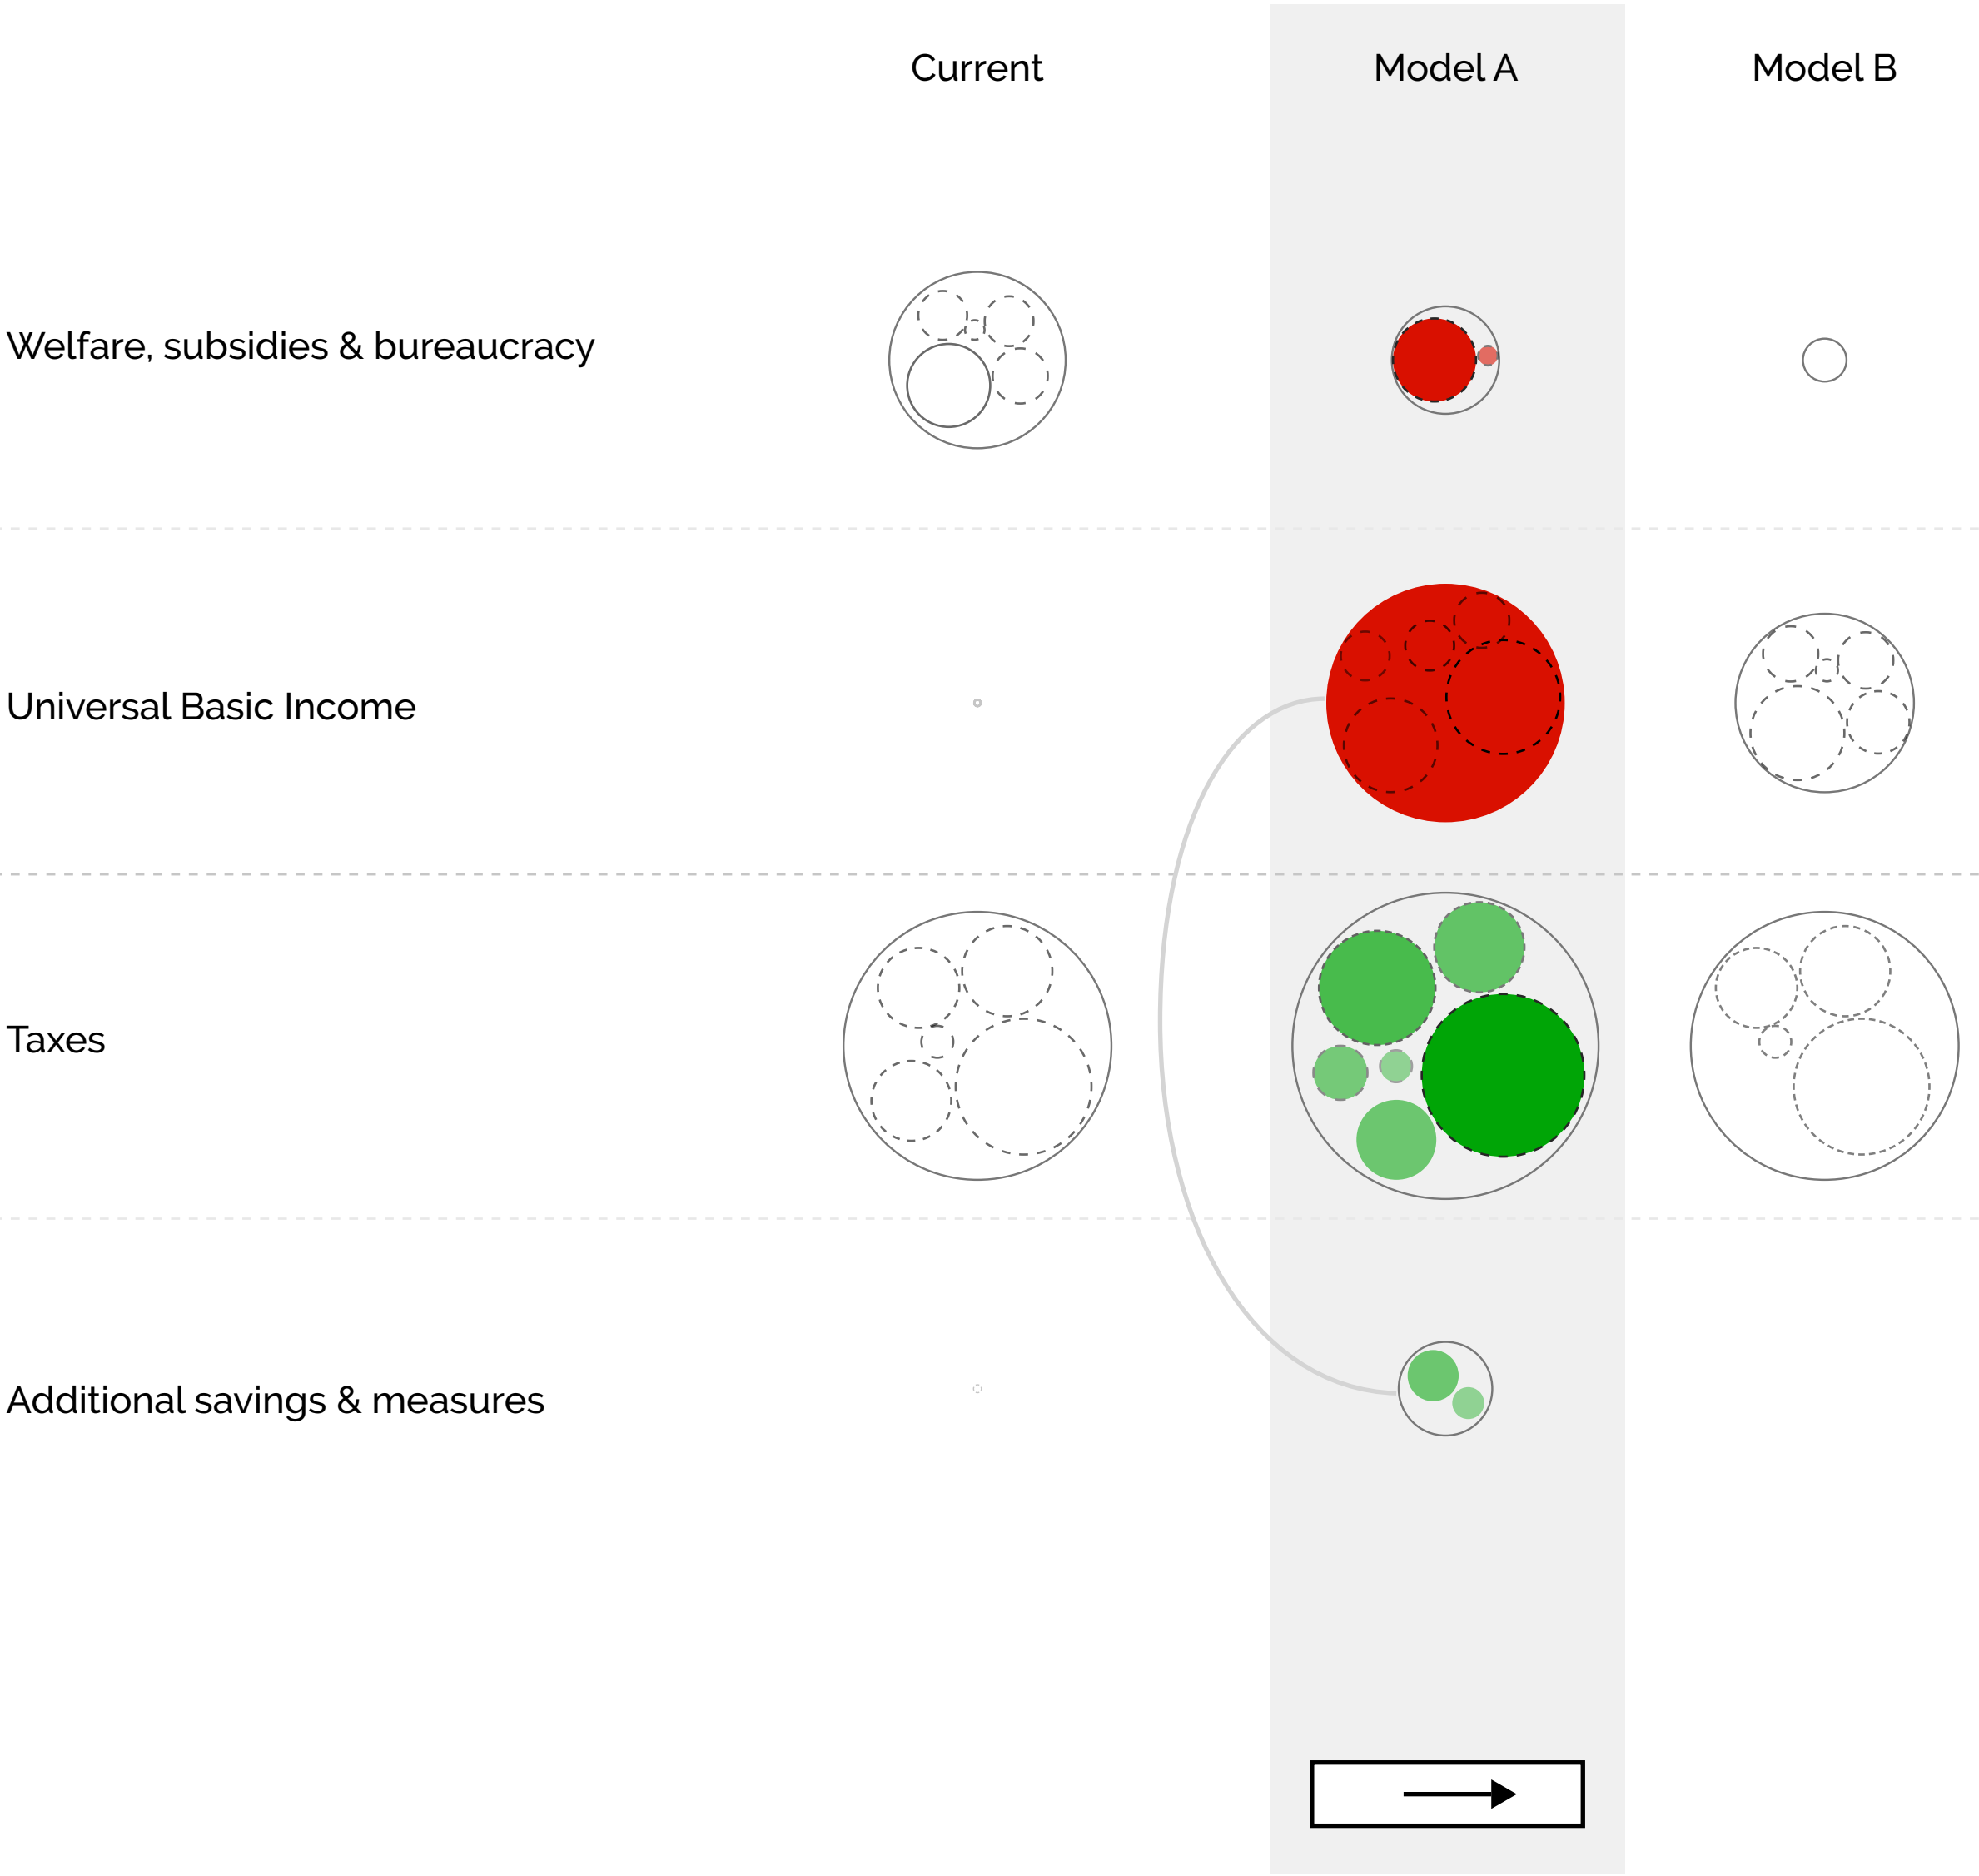 Current
Model A
Model B
Welfare, subsidies & bureaucracy
Universal Basic Income
Taxes
Additional savings & measures